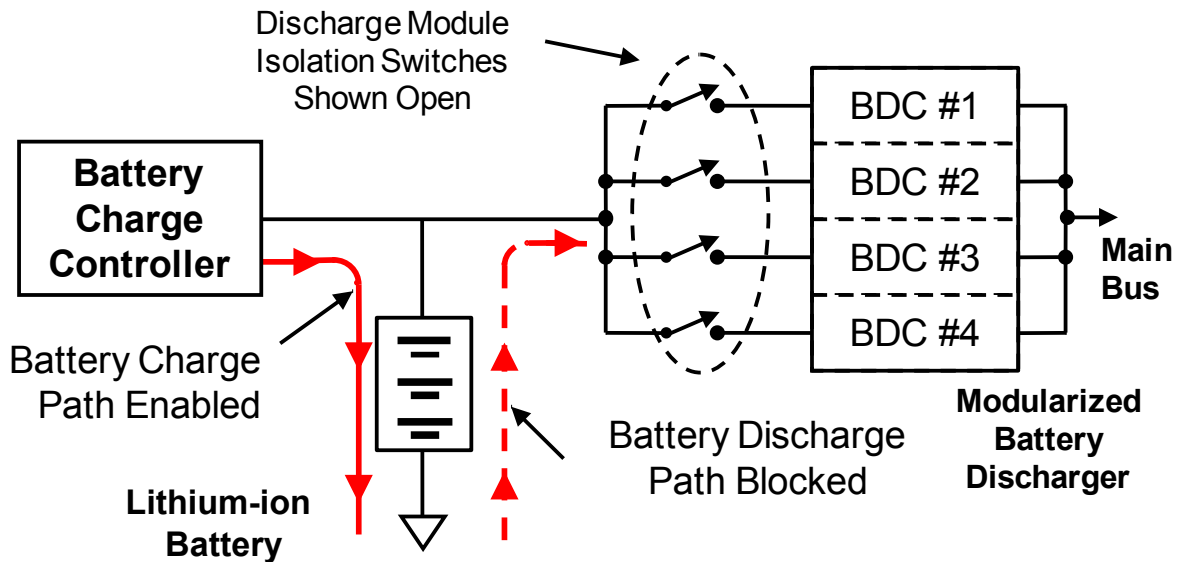 Discharge Module
Isolation Switches
Shown Open
Battery
Charge
Controller
BDC #1
BDC #2
BDC #3
BDC #4
Main
Bus
Battery Charge
Path Enabled
Battery Discharge
Path Blocked
Modularized
Battery
Discharger
Lithium-ion
Battery